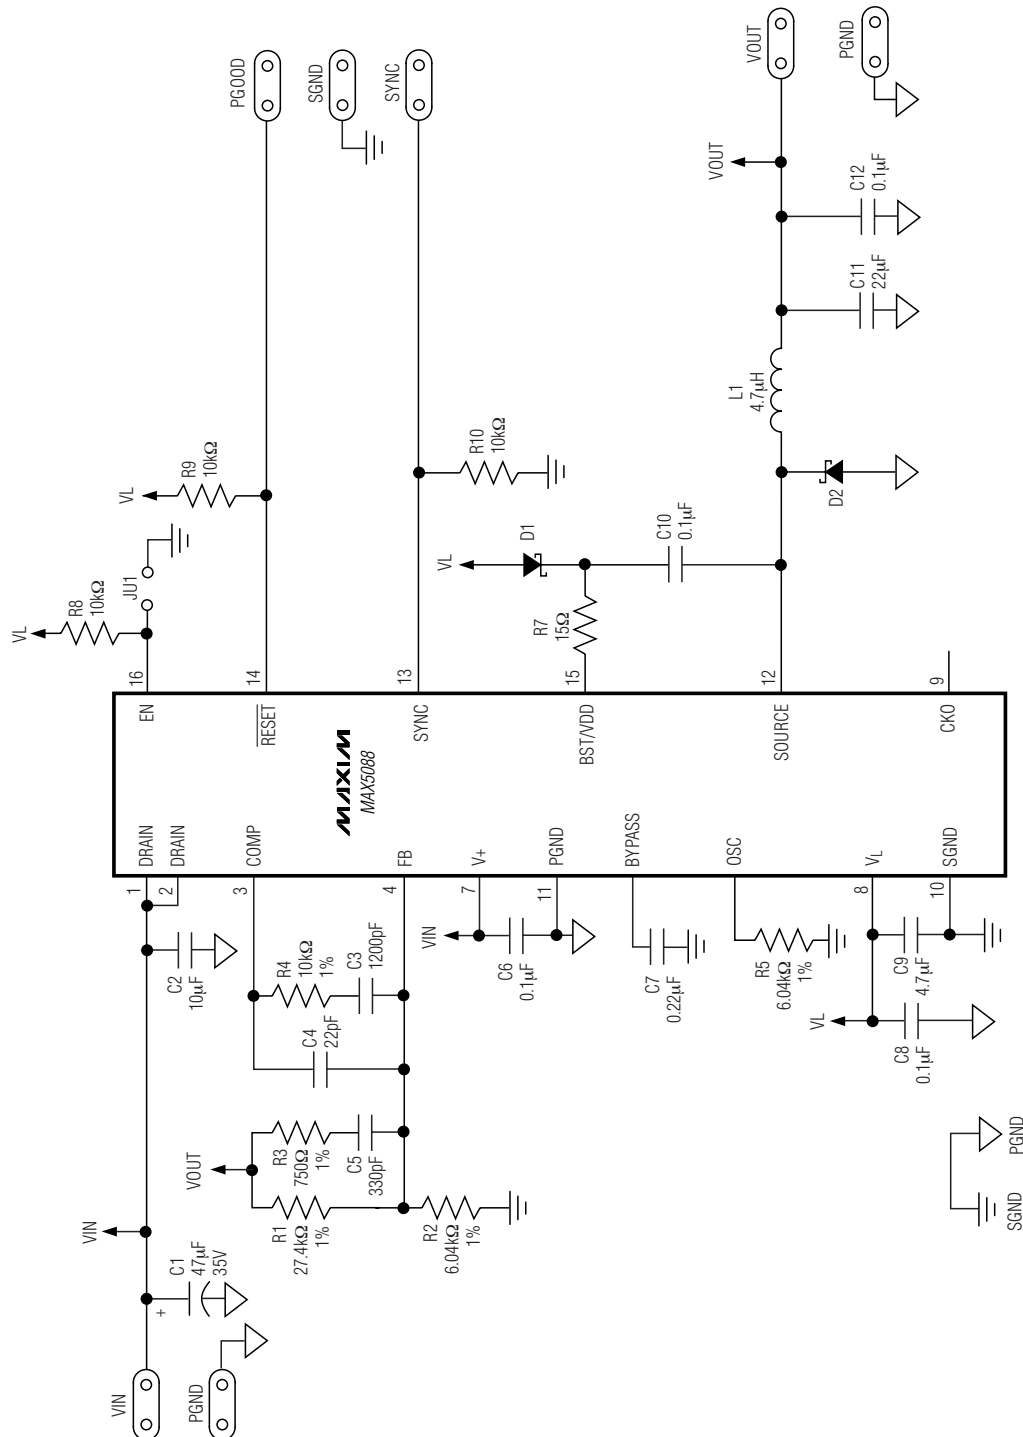 VIN
PGND
C1
47µF
35V
+
VIN
VOUT
R1
27.4kΩ
1%
R3
750Ω
1%
C5
330pF
R2
6.04kΩ
1%
C4
22pF
R4
10kΩ
1%
C3
1200pF
C2
10µF
VIN
C6
0.1µF
C7
0.22µF
R5
6.04kΩ
1%
VL
C8
0.1µF
C9
4.7µF
SGND
PGND
1
2
3
4
7
11
8
10
DRAIN
DRAIN
COMP
FB
V+
PGND
BYPASS
OSC
VL
SGND
MAXIM
MAX5088
EN
RESET
SYNC
BST/VDD
SOURCE
CKO
16
14
13
15
12
9
VL
R8
10kΩ
JU1
VL
R9
10kΩ
R10
10kΩ
R7
15Ω
VL
D1
C10
0.1µF
D2
L1
4.7µH
C11
22µF
C12
0.1µF
VOUT
PGOOD
SGND
SYNC
VOUT
PGND